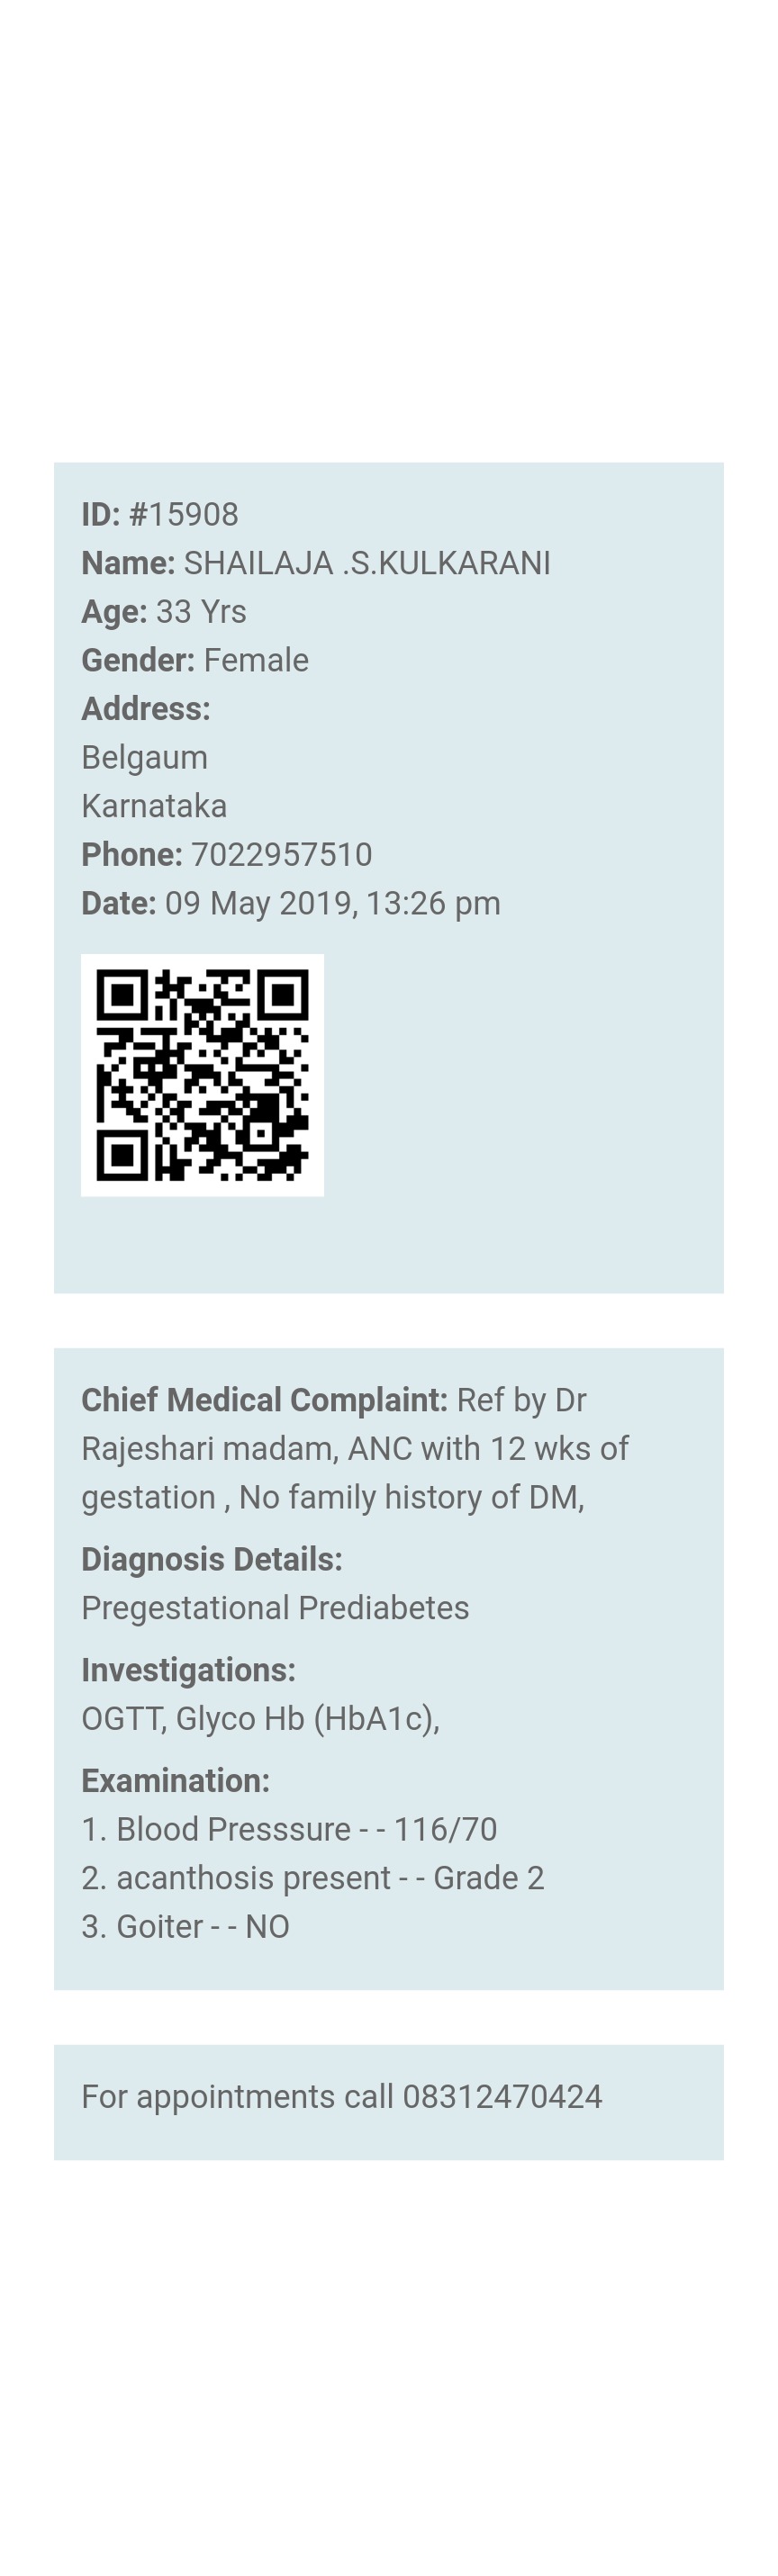 ID: #15908
Name: SHAILAJA .S.KULKARANI
Age: 33 Yrs
Gender: Female
Address:
Belgaum
Karnataka
Phone: 7022957510
Date: 09 May 2019, 13:26 pm
Chief Medical Complaint: Ref by Dr
Rajeshari madam, ANC with 12 wks of
gestation , No family history of DM,
Diagnosis Details:
Pregestational Prediabetes
Investigations:
OGTT, Glyco Hb (HbA1c),
Examination:
1. Blood Presssure - - 116/70
2. acanthosis present - - Grade 2
3. Goiter - - NO
For appointments call 08312470424